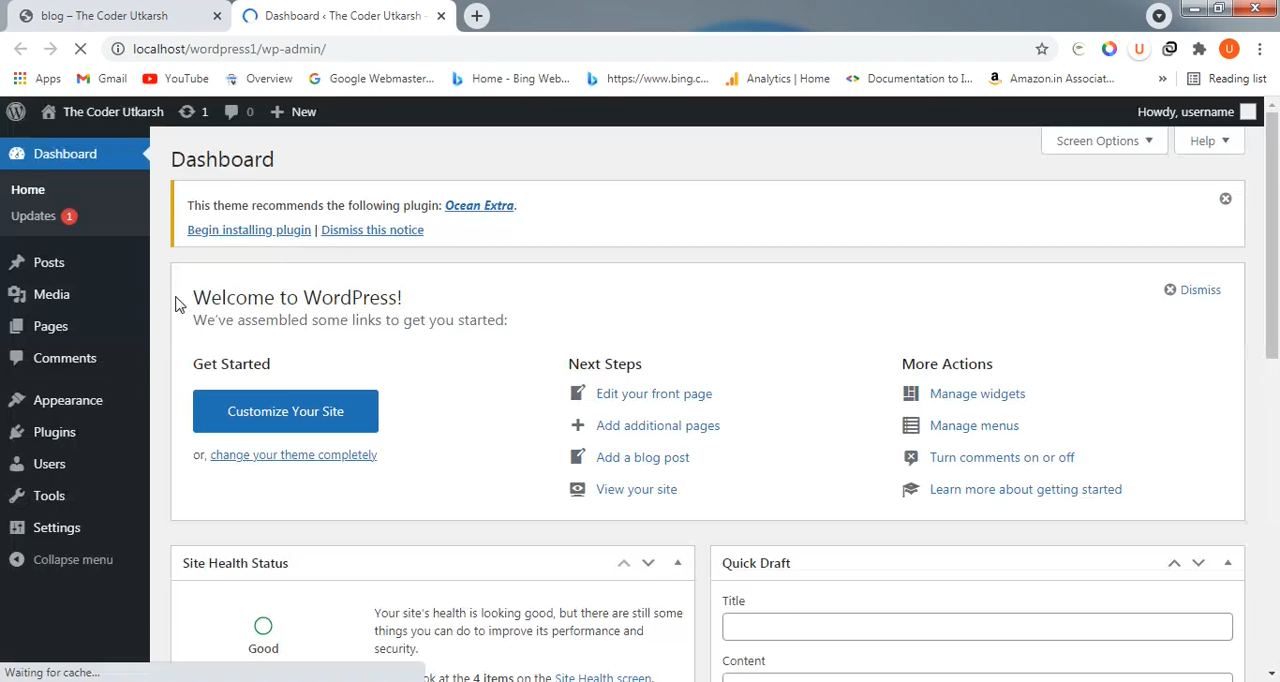 blog – The Coder Utkarsh
Dashboard ‹ The Coder Utkarsh -
localhost/wordpress1/wp-admin/
U
U
Apps
Gmail
YouTube
Overview
Google Webmaster...
Home - Bing Web...
https://www.bing.c...
Analytics | Home
Documentation to I...
Amazon.in Associat...
»
Reading list
The Coder Utkarsh
1
0
New
Howdy, username
Dashboard
Home
Updates 1
Posts
Media
Pages
Comments
Appearance
Plugins
Users
Tools
Settings
Collapse menu
Screen Options
Help
Dashboard
This theme recommends the following plugin: Ocean Extra.
Begin installing plugin | Dismiss this notice
Welcome to WordPress!
Dismiss
We've assembled some links to get you started:
Get Started
Customize Your Site
or, change your theme completely
Next Steps
Edit your front page
Add additional pages
Add a blog post
View your site
More Actions
Manage widgets
Manage menus
Turn comments on or off
Learn more about getting started
Site Health Status
Good
Your site's health is looking good, but there are still some
things you can do to improve its performance and
security.
ok at the 4 items on the Site Health screen.
Quick Draft
Title
Content
Waiting for cache...